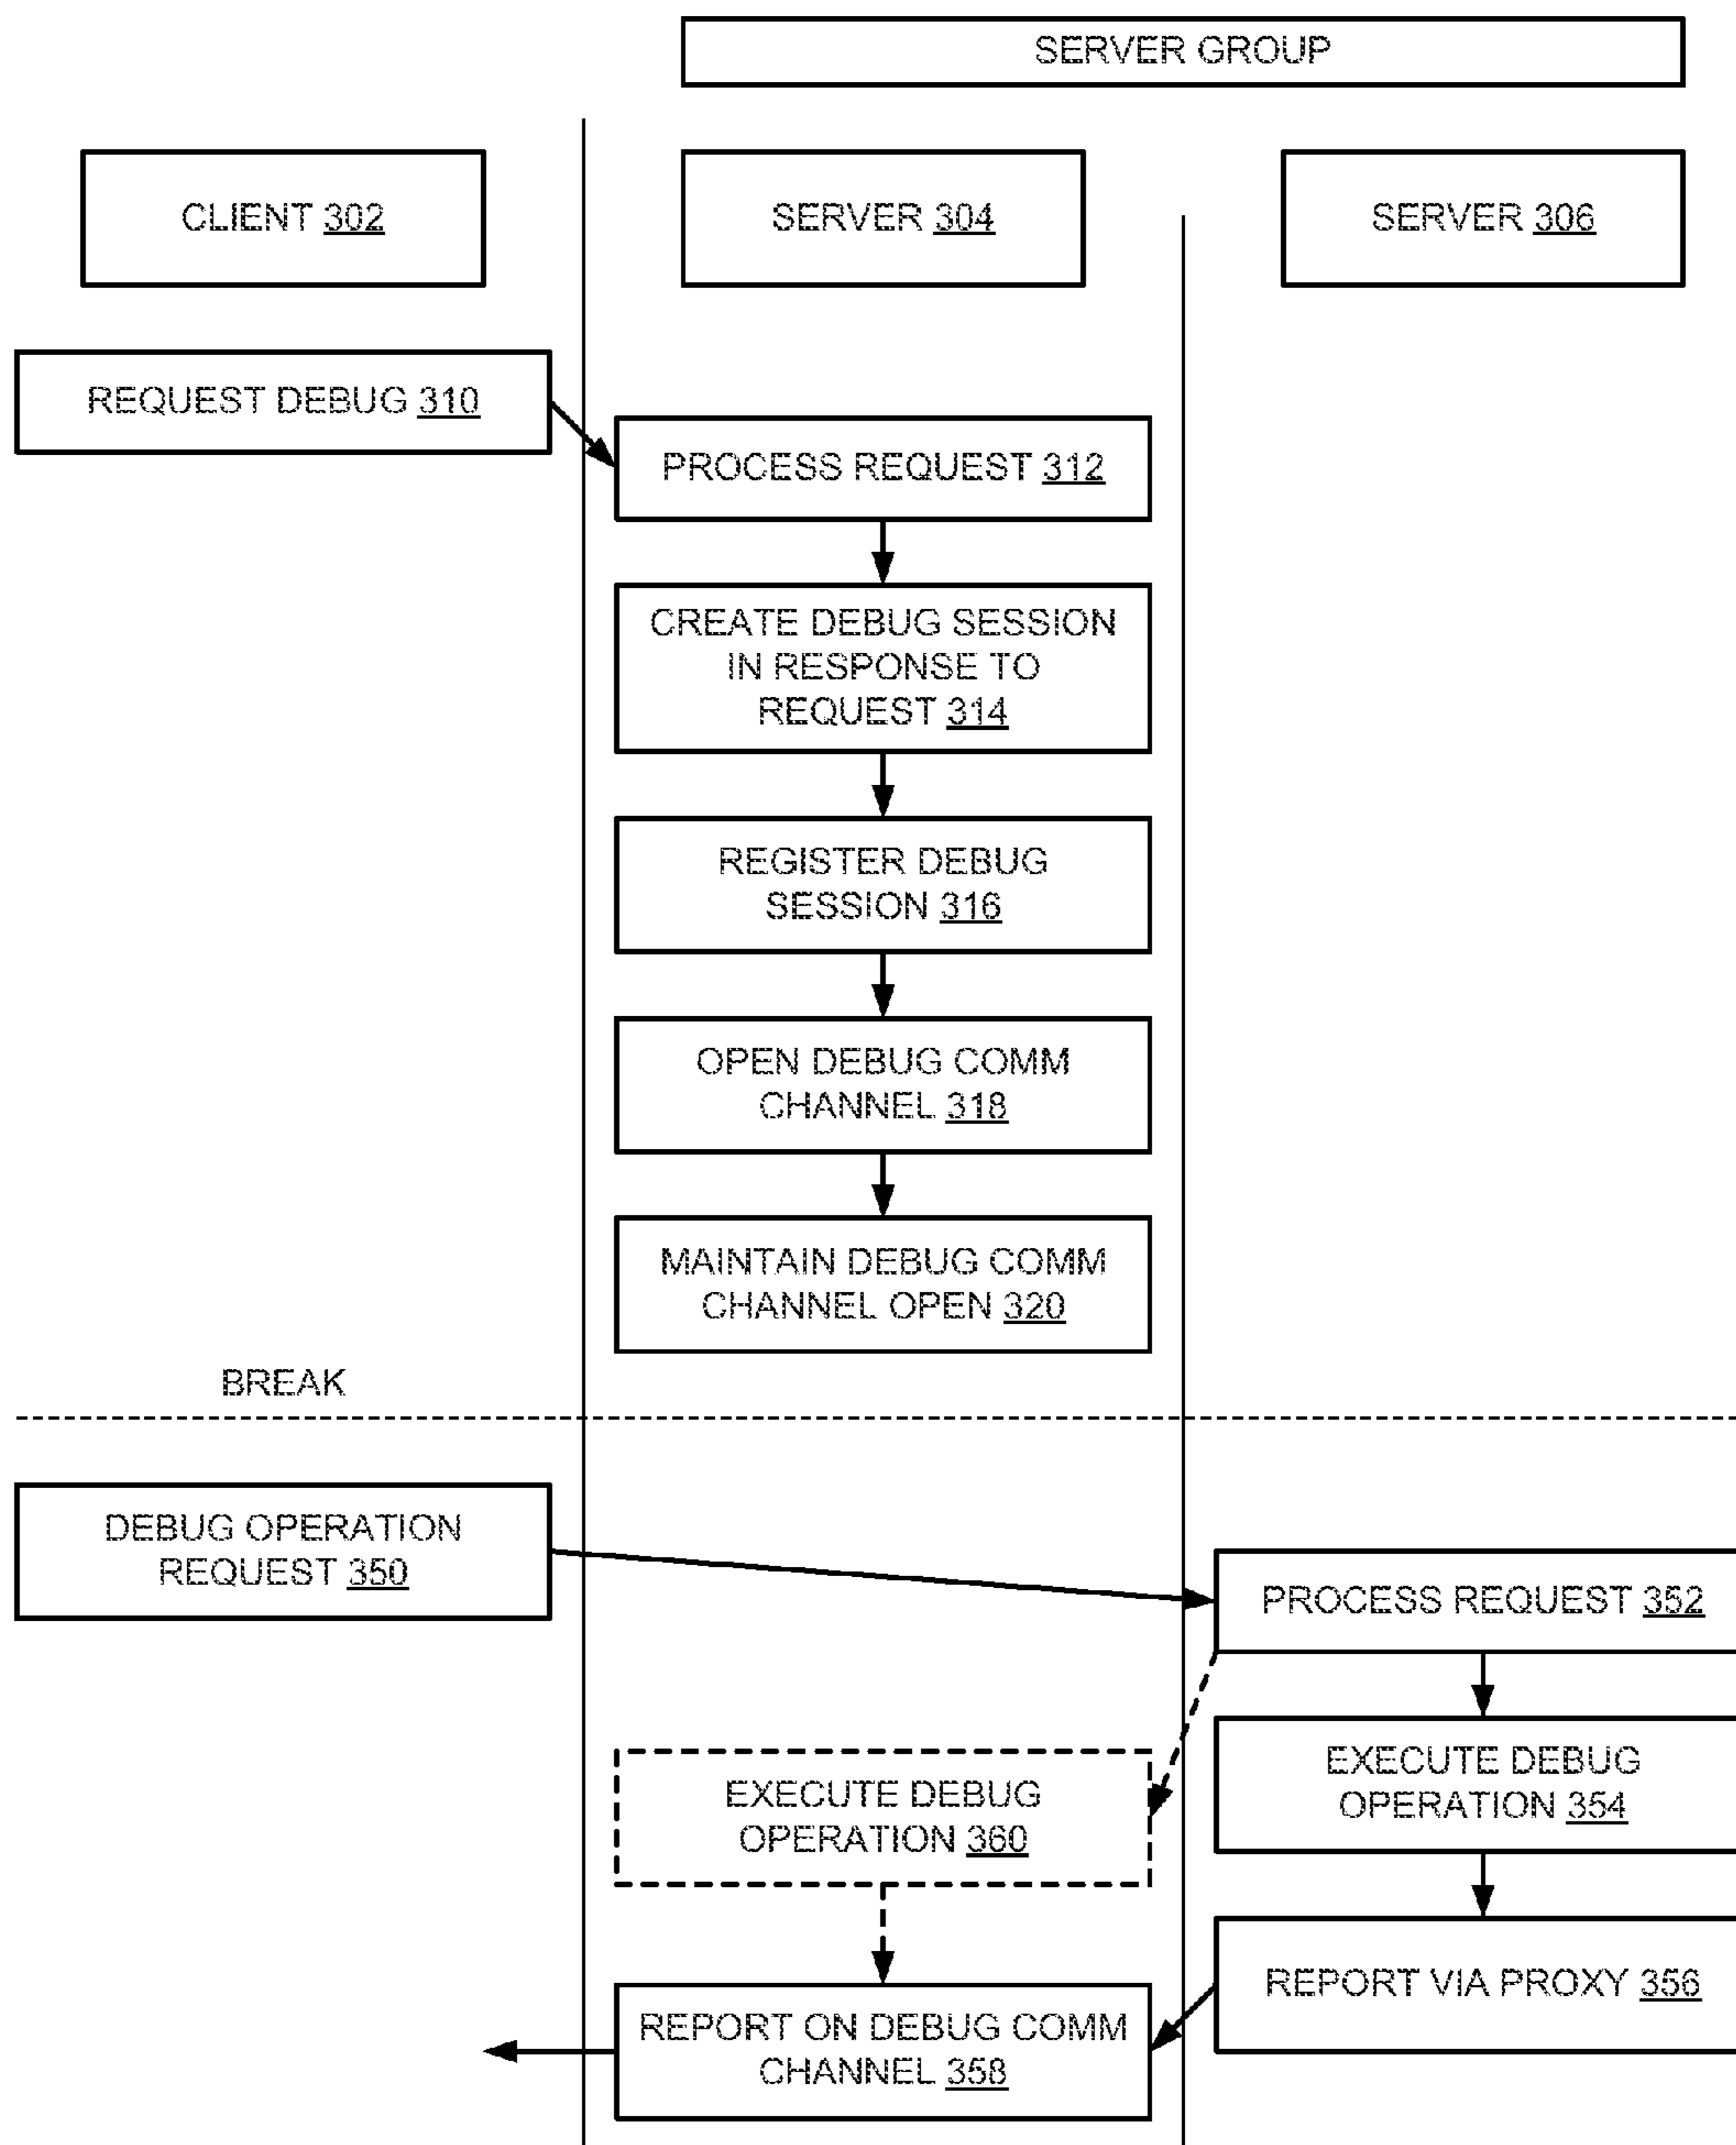 SERVER GROUP
CLIENT 302
SERVER 304
SERVER 306
REQUEST DEBUG 310
PROCESS REQUEST 312
CREATE DEBUG SESSION
IN RESPONSE TO
REQUEST 314
REGISTER DEBUG
SESSION 316
OPEN DEBUG COMM
CHANNEL 318
MAINTAIN DEBUG COMM
CHANNEL OPEN 320
BREAK
DEBUG OPERATION
REQUEST 350
PROCESS REQUEST 352
EXECUTE DEBUG
OPERATION 354
EXECUTE DEBUG
OPERATION 360
REPORT VIA PROXY 356
REPORT ON DEBUG COMM
CHANNEL 358